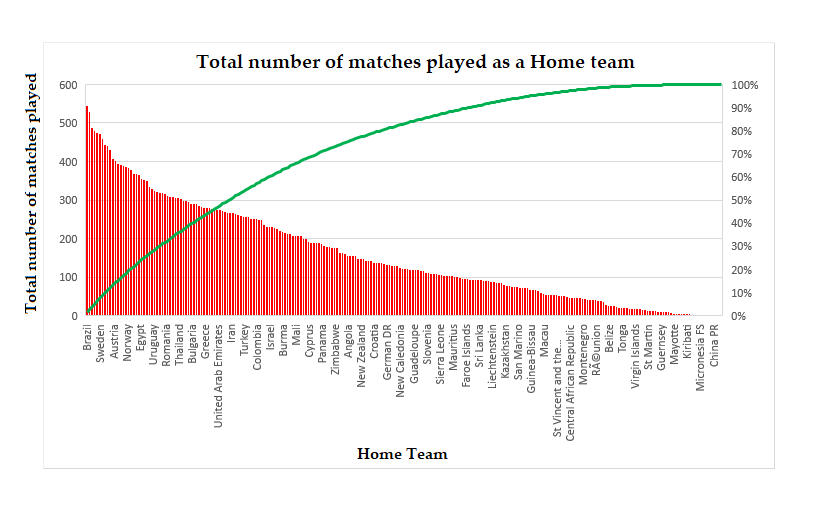 Total number of matches played as a Home team
Total number of matches played
600
500
400
300
200
100
0
100%
90%
80%
70%
60%
50%
40%
30%
20%
10%
0%
Brazil
Sweden
Austria
Norway
Egypt
Uruguay
Romania
Thailand
Bulgaria
Greece
United Arab Emirates
Iran
Turkey
Colombia
Israel
Burma
Mali
Cyprus
Panama
Zimbabwe
Angola
New Zealand
Croatia
German DR
New Caledonia
Guadeloupe
Slovenia
Sierra Leone
Mauritius
Faroe Islands
Sri Lanka
Liechtenstein
Kazakhstan
San Marino
Guinea-Bissau
Macau
St Vincent and the...
Central African Republic
Montenegro
RÃ©union
Belize
Tonga
Virgin Islands
St Martin
Guernsey
Mayotte
Kiribati
Micronesia FS
China PR
Home Team